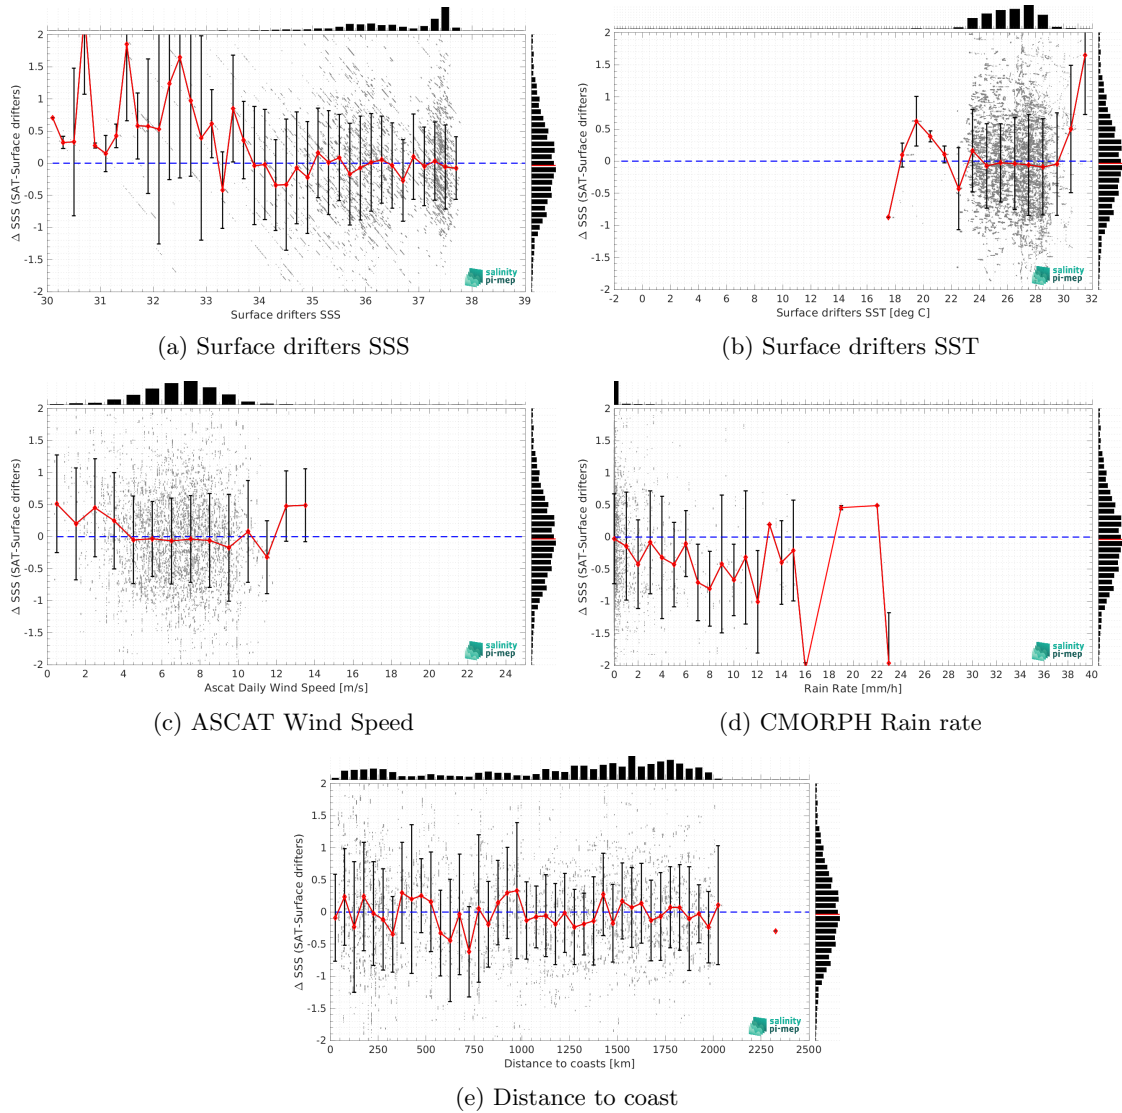 Δ SSS (SAT-Surface drifters)
2
1.5
1
0.5
0
-0.5
-1
-1.5
-2
30 31 32 33 34 35 36 37 38 39
Surface drifters SSS
salinity
pi-mep
(a) Surface drifters SSS
Δ SSS (SAT-Surface drifters)
2
1.5
1
0.5
0
-0.5
-1
-1.5
-2
-2 0 2 4 6 8 10 12 14 16 18 20 22 24 26 28 30 32
Surface drifters SST [deg C]
salinity
pi-mep
(b) Surface drifters SST
Δ SSS (SAT-Surface drifters)
2
1.5
1
0.5
0
-0.5
-1
-1.5
-2
0 2 4 6 8 10 12 14 16 18 20 22 24
Ascat Daily Wind Speed [m/s]
salinity
pi-mep
(c) ASCAT Wind Speed
Δ SSS (SAT-Surface drifters)
2
1.5
1
0.5
0
-0.5
-1
-1.5
-2
0 2 4 6 8 10 12 14 16 18 20 22 24 26 28 30 32 34 36 38 40
Rain Rate [mm/h]
salinity
pi-mep
(d) CMORPH Rain rate
Δ SSS (SAT-Surface drifters)
2
1.5
1
0.5
0
-0.5
-1
-1.5
-2
0 250 500 750 1000 1250 1500 1750 2000 2250 2500
Distance to coasts [km]
salinity
pi-mep
(e) Distance to coast